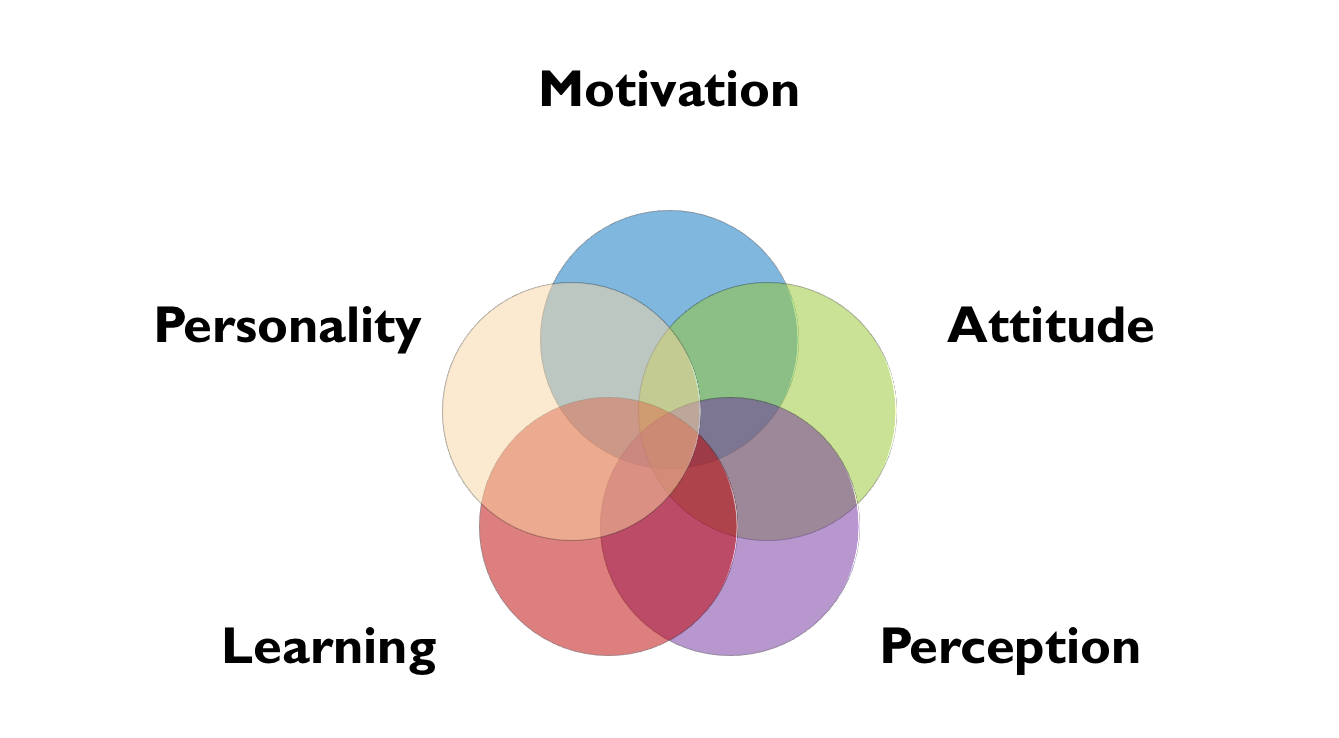 Motivation
Personality
Attitude
Learning
Perception